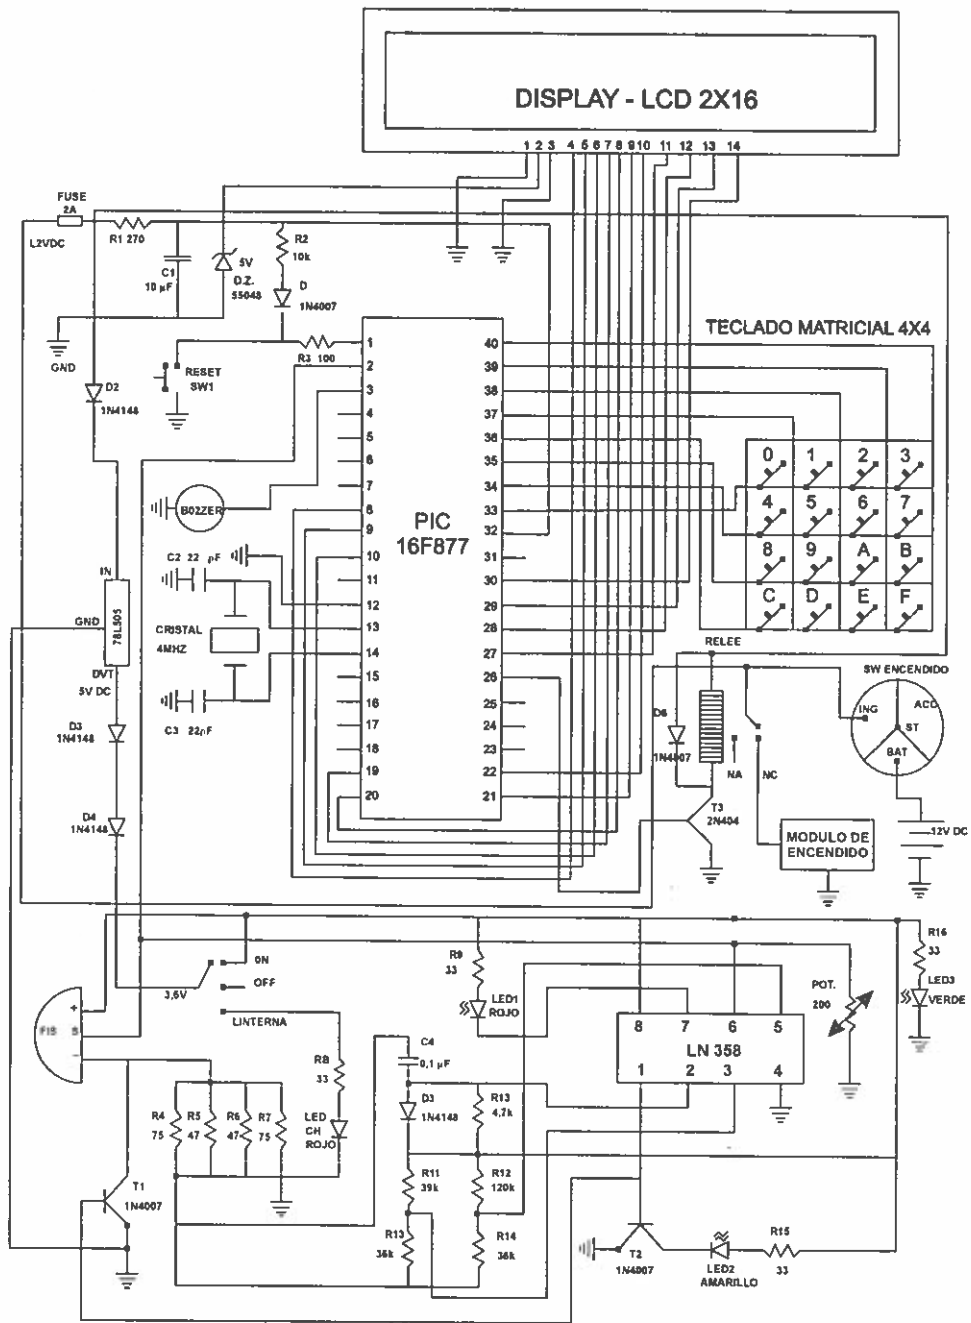 DISPLAY - LCD 2X16
1 2 3 4 5 6 7 8 9 10 11 12 13 14
FUSE
2A
L2VDC
R1 270
R2
10k
C1
10 µF
5V
D.Z.
55048
D
1N4007
GND
R3 100
RESET
SW1
D2
1N4148
TECLADO MATRICIAL 4X4
PIC
16F877
1
2
3
4
5
6
7
8
9
10
11
12
13
14
15
16
17
18
19
20
40
39
38
37
36
35
34
33
32
31
30
29
28
27
26
25
24
23
22
21
0 1 2 3
4 5 6 7
8 9 A B
C D E F
B02ZER
C2 22 pF
CRISTAL
4MHZ
C3 22pF
IN
GND
78L505
DVT
5V DC
D3
1N4148
D4
1N4148
RELEE
D6
1N4007
NA
NC
T3
2N404
SW ENCENDIDO
ING
ACC
ST
BAT
12V DC
MODULO DE
ENCENDIDO
3,6V
ON
OFF
LINTERNA
FIS
+
S
−
R8
33
LED
CH
ROJO
R4
75
R5
47
R6
47
R7
75
T1
1N4007
C4
0,1 µF
D3
1N4148
R13
4,7k
R11
39k
R12
120k
R13
36k
R14
36k
R9
33
LED1
ROJO
8 7 6 5
LN 358
1 2 3 4
POT.
200
R16
33
LED3
VERDE
T2
1N4007
LED2
AMARILLO
R15
33